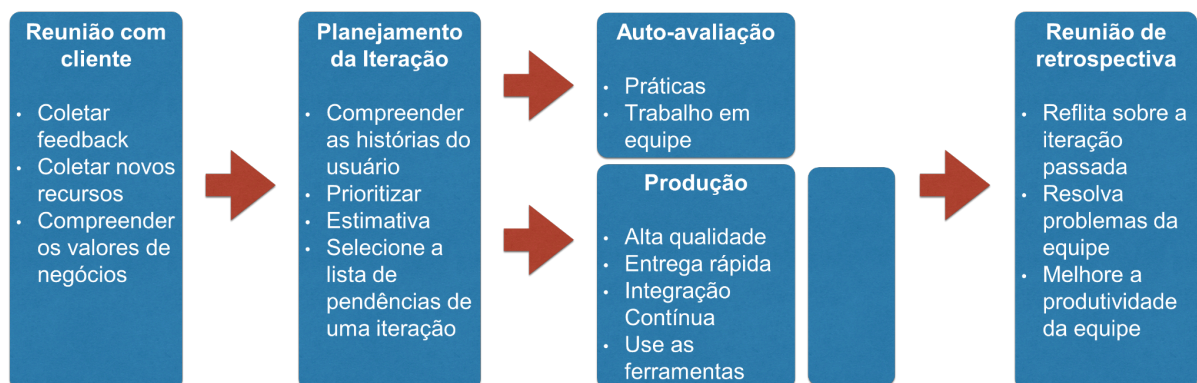 Reunião com
cliente
• Coletar
feedback
• Coletar novos
recursos
• Compreender
os valores de
negócios
Planejamento
da Iteração
• Compreender
as histórias do
usuário
• Prioritizar
• Estimativa
• Selecione a
lista de
pendências de
uma iteração
Auto-avaliação
• Práticas
• Trabalho em
equipe
Produção
• Alta qualidade
• Entrega rápida
• Integração
Contínua
• Use as
ferramentas
Reunião de
retrospectiva
• Reflita sobre a
iteração
passada
• Resolva
problemas da
equipe
• Melhore a
produtividade
da equipe